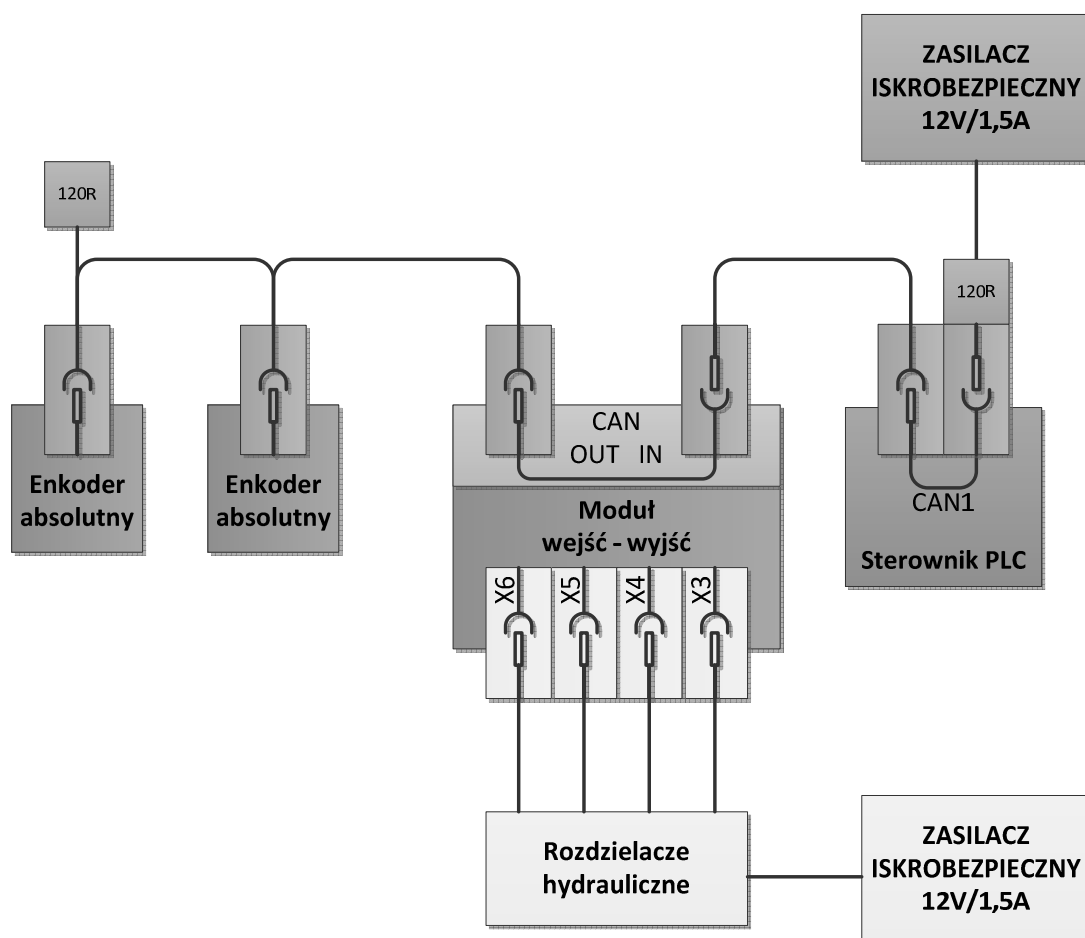 ZASILACZ
ISKROBEZPIECZNY
12V/1,5A
120R
120R
CAN
OUT IN
CAN1
Enkoder
absolutny
Enkoder
absolutny
Moduł
wejść - wyjść
Sterownik PLC
X6
X5
X4
X3
Rozdzielacze
hydrauliczne
ZASILACZ
ISKROBEZPIECZNY
12V/1,5A